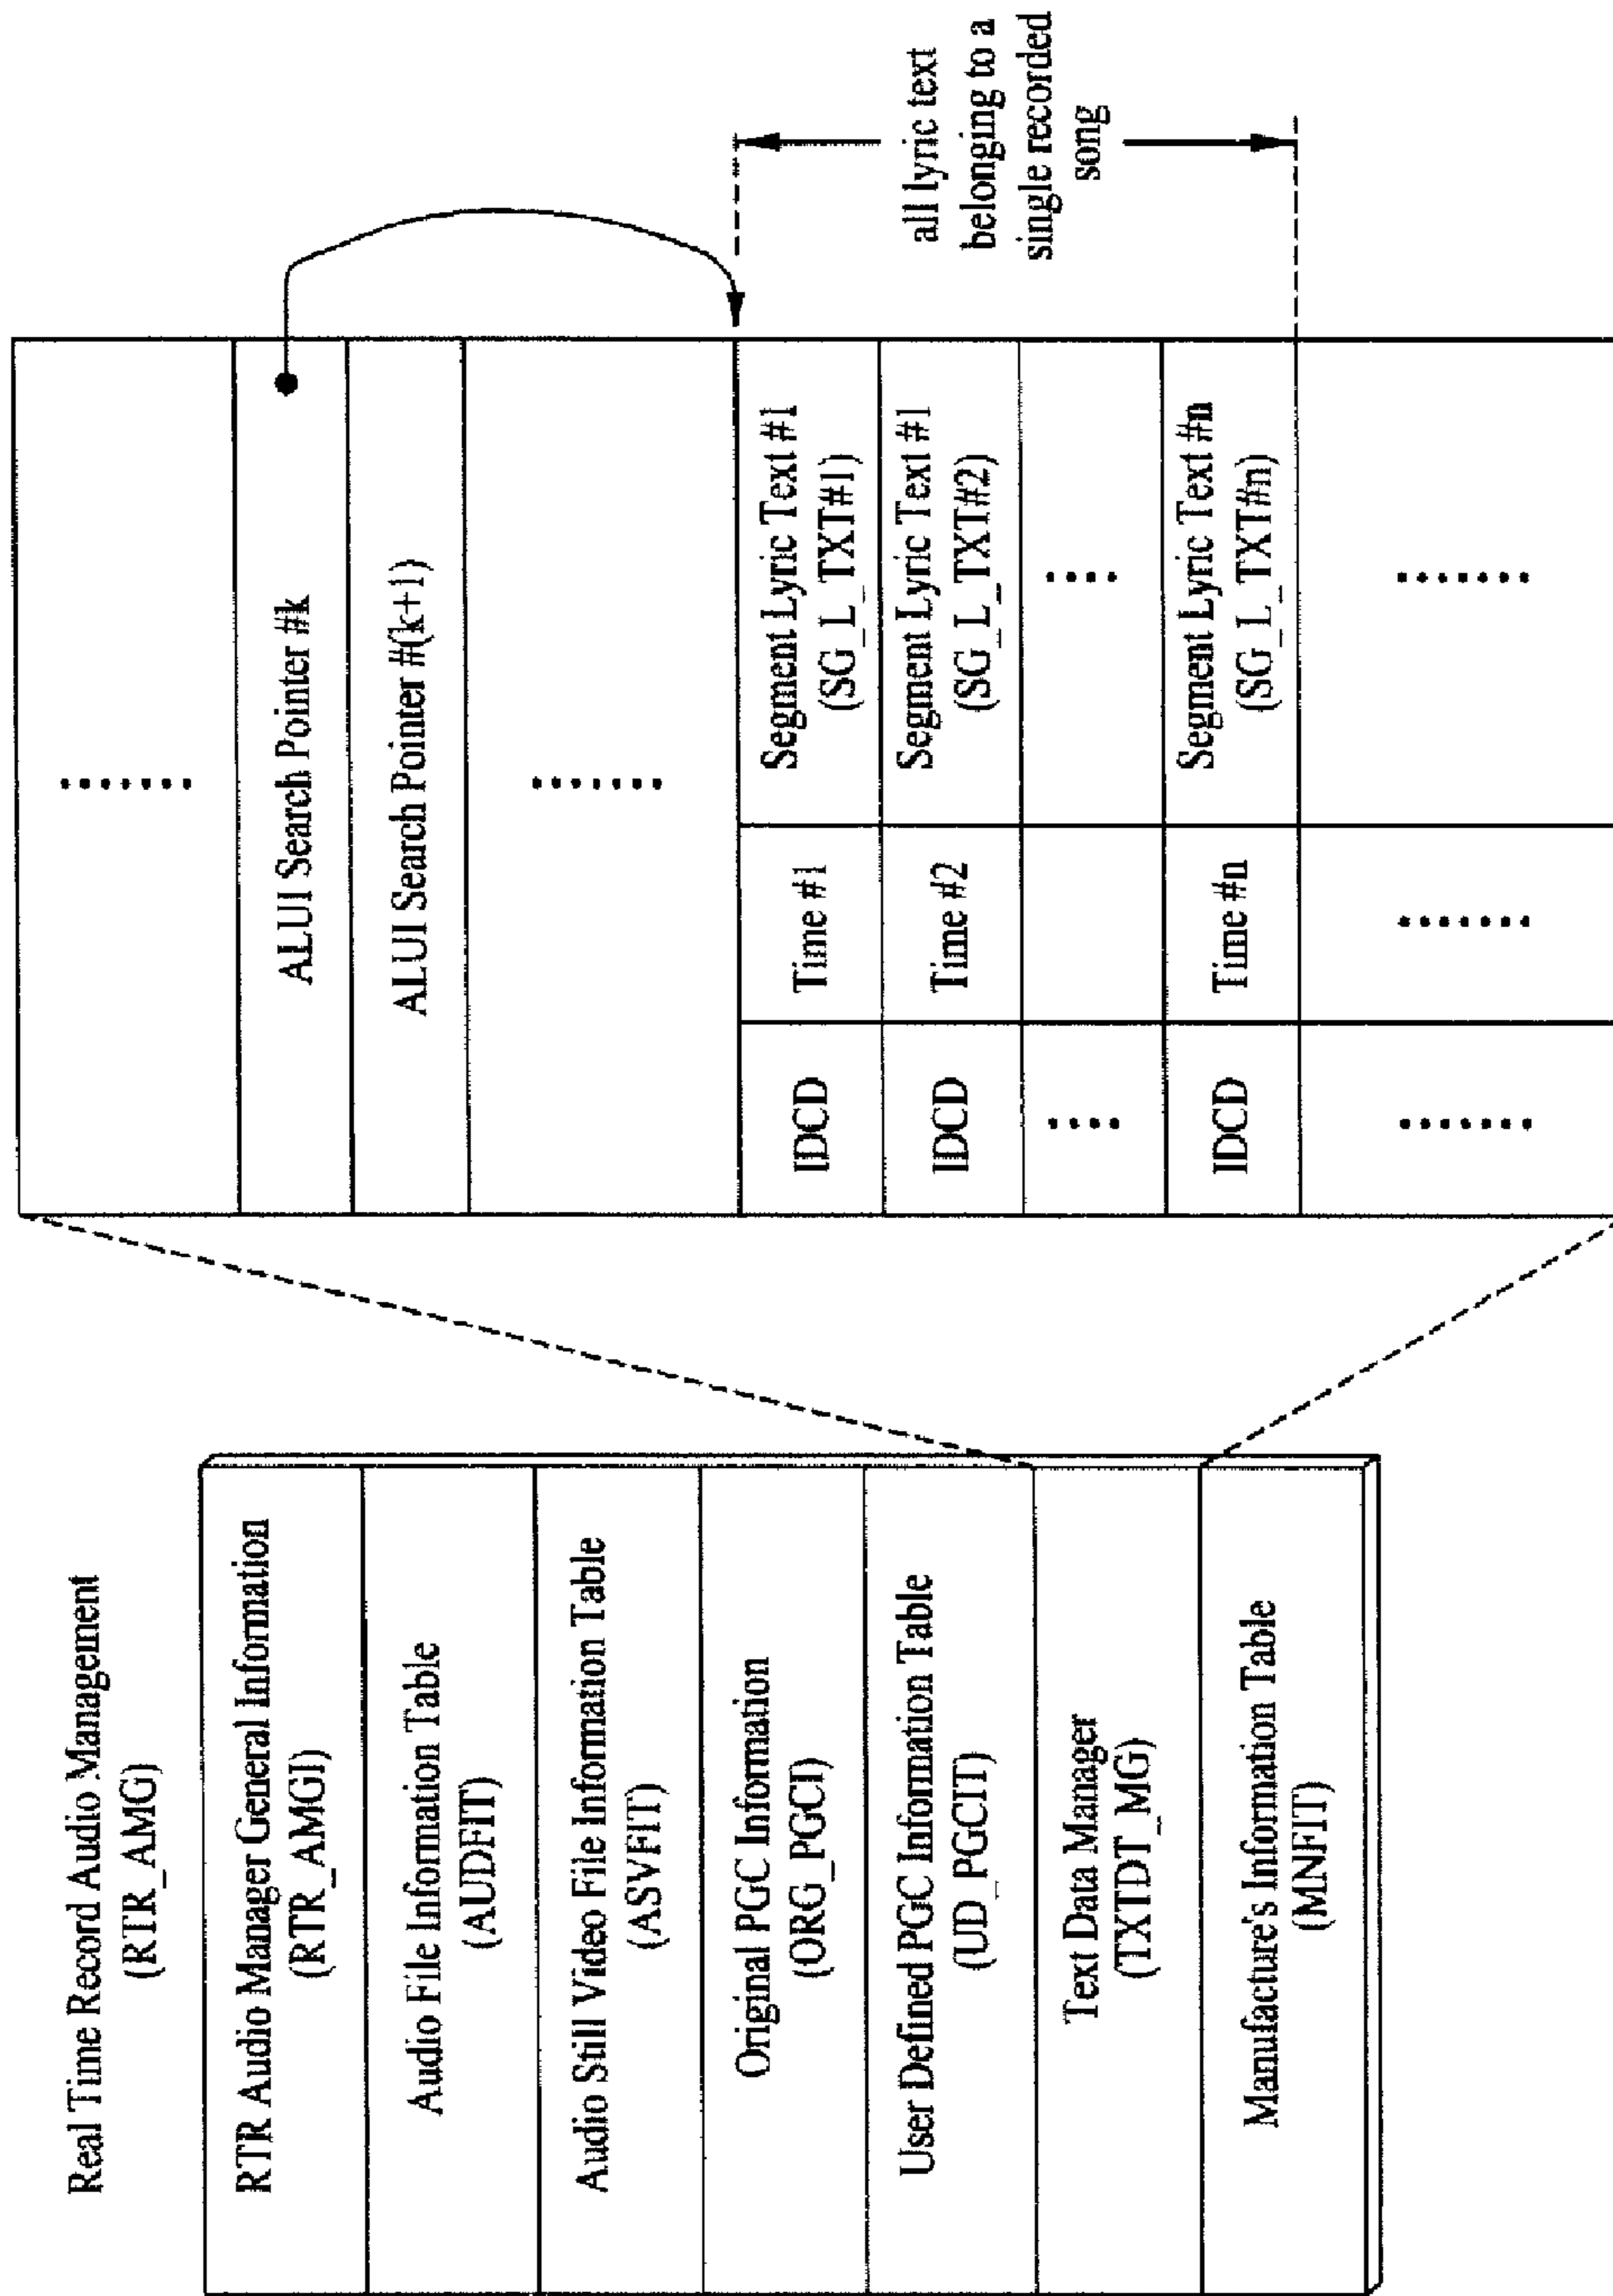 Real Time Record Audio Management
(RTR_AMG)
RTR Audio Manager General Information
(RTR_AMGI)
Audio File Information Table
(AUDFIT)
Audio Still Video File Information Table
(ASVFIT)
Original PGC Information
(ORG_PGCI)
User Defined PGC Information Table
(UD_PGCIT)
Text Data Manager
(TXTDT_MG)
Manufacture's Information Table
(MNFIT)
.......
ALUI Search Pointer #k
ALUI Search Pointer #(k+1)
.......
IDCD
Time #1
Segment Lyric Text #1
(SG_L_TXT#1)
IDCD
Time #2
Segment Lyric Text #1
(SG_L_TXT#2)
....
....
IDCD
Time #n
Segment Lyric Text #n
(SG_L_TXT#n)
.......
.......
.......
all lyric text
belonging to a
single recorded
song